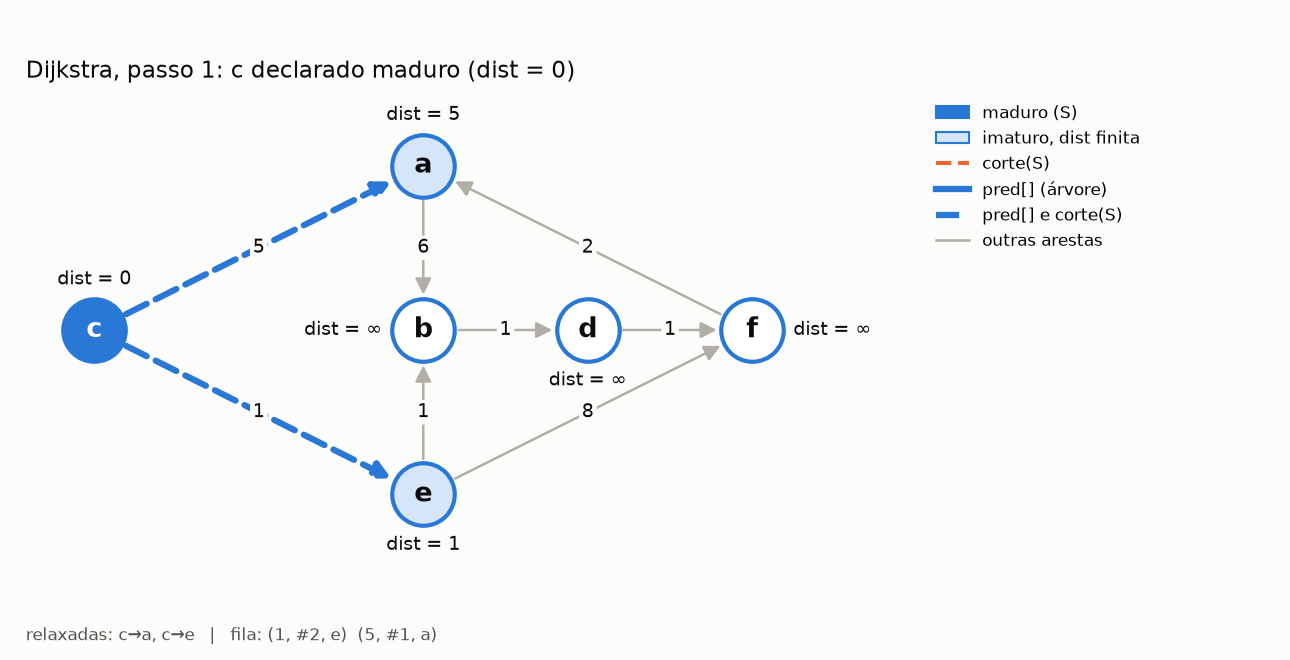 Dijkstra, passo 1: c declarado maduro (dist = 0)
dist = 5
maduro (S)
a
imaturo, dist finita
corte(S)
pred[] (árvore)
pred[] e corte(S)
outras arestas
5
6
2
dist = 0
c
dist = ∞
b
1
d
1
f
dist = ∞
dist = ∞
1
1
8
e
dist = 1
relaxadas: c→a, c→e | fila: (1, #2, e) (5, #1, a)